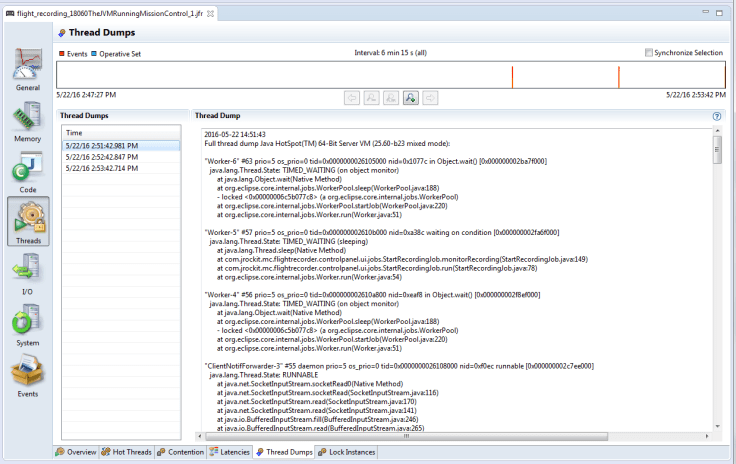 flight_recording_18060TheJVMRunningMissionControl_1.jfr
Thread Dumps
Events Operative Set
Interval: 6 min 15 s (all)
Synchronize Selection
5/22/16 2:47:27 PM
5/22/16 2:53:42 PM
General
Memory
Code
Threads
I/O
System
Events
Thread Dumps
Time
5/22/16 2:51:42.981 PM
5/22/16 2:52:42.847 PM
5/22/16 2:53:42.714 PM
Thread Dump
2016-05-22 14:51:43
Full thread dump Java HotSpot(TM) 64-Bit Server VM (25.60-b23 mixed mode):
"Worker-6" #63 prio=5 os_prio=0 tid=0x0000000026105000 nid=0x1077c in Object.wait() [0x000000002ba7f000]
java.lang.Thread.State: TIMED_WAITING (on object monitor)
at java.lang.Object.wait(Native Method)
at org.eclipse.core.internal.jobs.WorkerPool.sleep(WorkerPool.java:188)
- locked <0x00000006c5b077c8> (a org.eclipse.core.internal.jobs.WorkerPool)
at org.eclipse.core.internal.jobs.WorkerPool.startJob(WorkerPool.java:220)
at org.eclipse.core.internal.jobs.Worker.run(Worker.java:51)
"Worker-5" #57 prio=5 os_prio=0 tid=0x000000002610b000 nid=0xa38c waiting on condition [0x000000002fa6f000]
java.lang.Thread.State: TIMED_WAITING (sleeping)
at java.lang.Thread.sleep(Native Method)
at com.jrockit.mc.flightrecorder.controlpanel.ui.jobs.StartRecordingJob.monitorRecording(StartRecordingJob.java:149)
at com.jrockit.mc.flightrecorder.controlpanel.ui.jobs.StartRecordingJob.run(StartRecordingJob.java:78)
at org.eclipse.core.internal.jobs.Worker.run(Worker.java:54)
"Worker-4" #56 prio=5 os_prio=0 tid=0x000000002610a800 nid=0xeaf8 in Object.wait() [0x000000002f8ef000]
java.lang.Thread.State: TIMED_WAITING (on object monitor)
at java.lang.Object.wait(Native Method)
at org.eclipse.core.internal.jobs.WorkerPool.sleep(WorkerPool.java:188)
- locked <0x00000006c5b077c8> (a org.eclipse.core.internal.jobs.WorkerPool)
at org.eclipse.core.internal.jobs.WorkerPool.startJob(WorkerPool.java:220)
at org.eclipse.core.internal.jobs.Worker.run(Worker.java:51)
"ClientNotifForwarder-3" #55 daemon prio=5 os_prio=0 tid=0x0000000026108000 nid=0xf0ec runnable [0x000000002c7ee000]
java.lang.Thread.State: RUNNABLE
at java.net.SocketInputStream.socketRead0(Native Method)
at java.net.SocketInputStream.socketRead(SocketInputStream.java:116)
at java.net.SocketInputStream.read(SocketInputStream.java:170)
at java.net.SocketInputStream.read(SocketInputStream.java:141)
at java.io.BufferedInputStream.fill(BufferedInputStream.java:246)
at java.io.BufferedInputStream.read(BufferedInputStream.java:265)
Overview Hot Threads Contention Latencies Thread Dumps Lock Instances